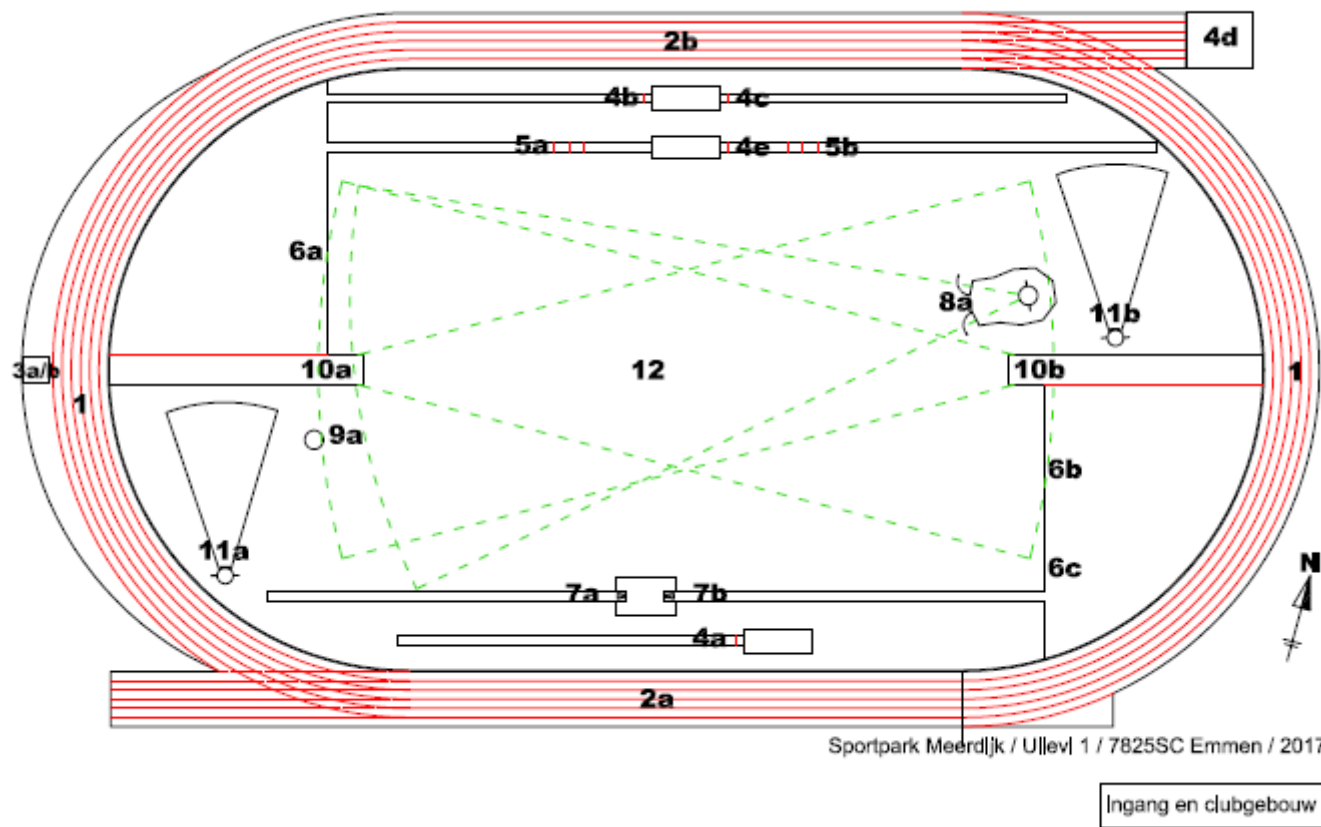 2b
4d
4b
4c
5a
4e
5b
6a
8a
11b
3a/b
10a
12
10b
1
1
9a
6b
11a
6c
N
7a
7b
4a
2a
Sportpark Meerdijk / Ullevi 1 / 7825SC Emmen / 2017
Ingang en clubgebouw